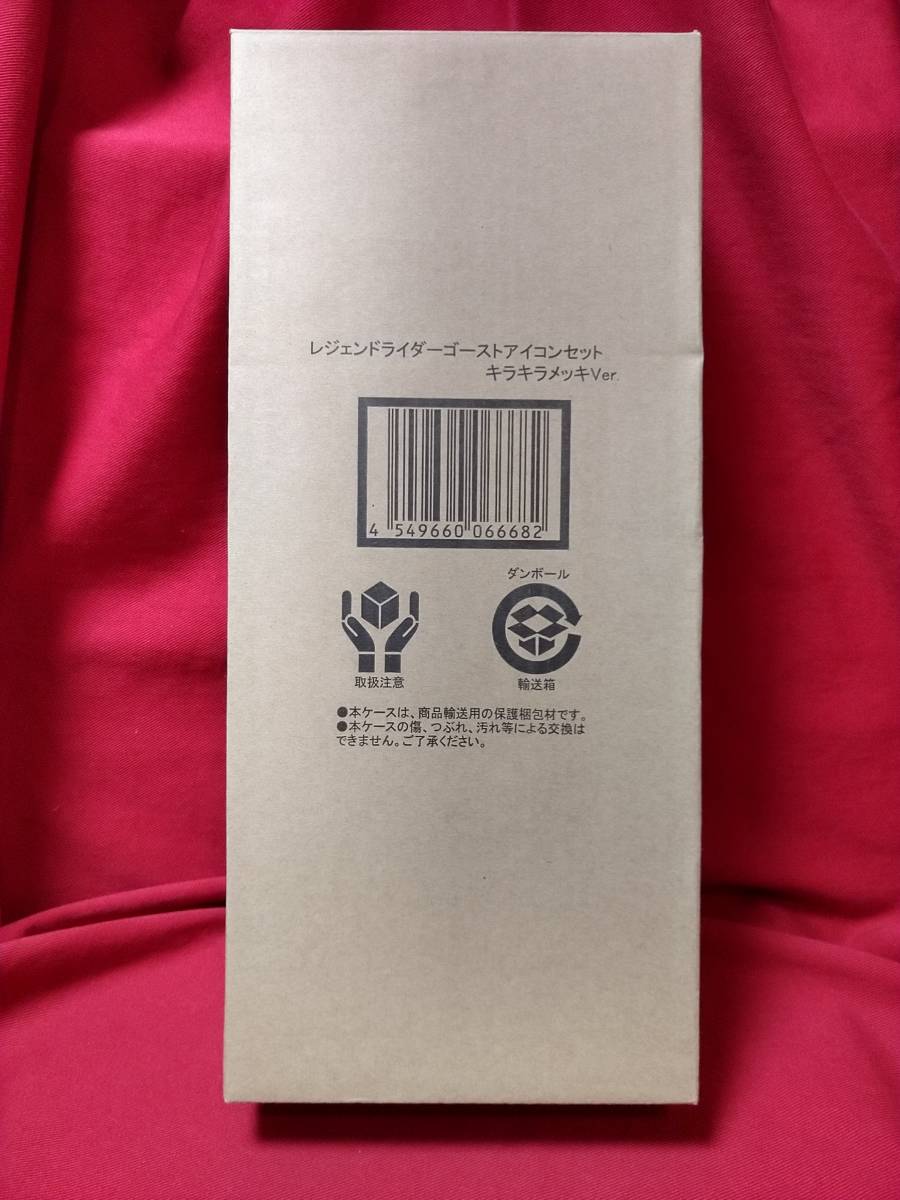 レジェンドライダーゴーストアイコンセット
キラキラメッキVer.
4 549660 066682
ダンボール
取扱注意
輸送箱
●本ケースは、商品輸送用の保護梱包材です。
●本ケースの傷、つぶれ、汚れ等による交換は
できません。ご了承ください。